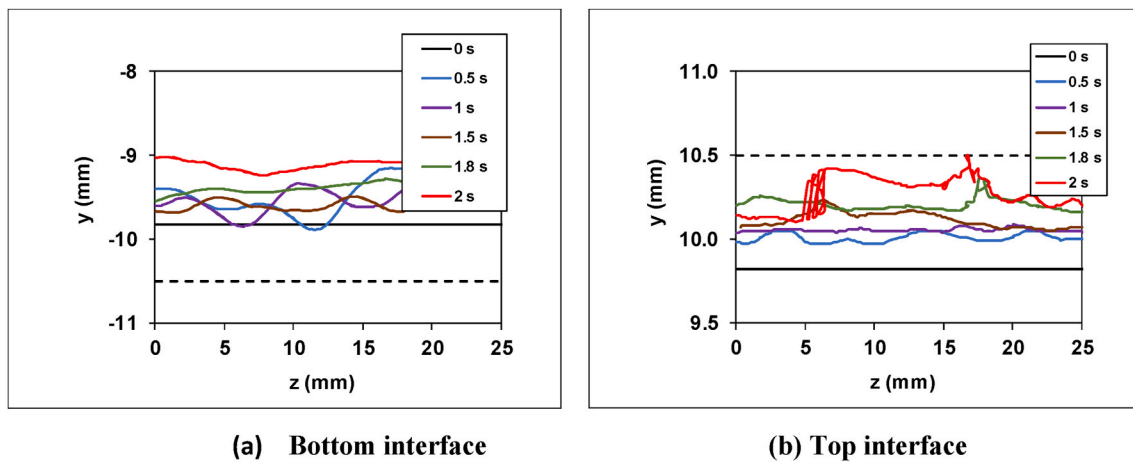 0 s
0.5 s
1 s
1.5 s
1.8 s
2 s
-8
-9
-10
-11
y (mm)
0 5 10 15 20 25
z (mm)
(a) Bottom interface
0 s
0.5 s
1 s
1.5 s
1.8 s
2 s
11.0
10.5
10.0
9.5
y (mm)
0 5 10 15 20 25
z (mm)
(b) Top interface